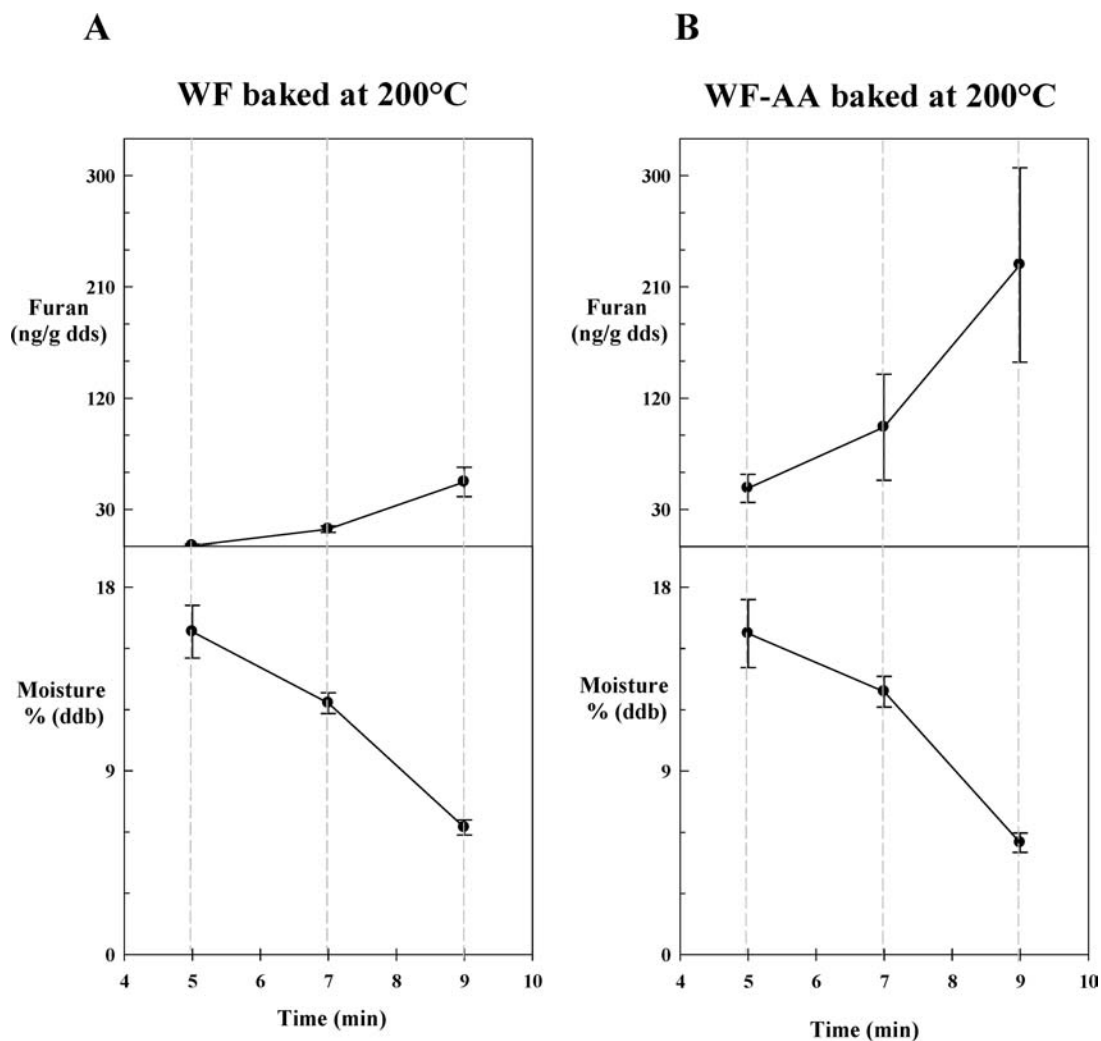 A
WF baked at 200°C
300
210
Furan
(ng/g dds)
120
30
18
Moisture
% (ddb)
9
0
4 5 6 7 8 9 10
Time (min)
B
WF-AA baked at 200°C
300
210
Furan
(ng/g dds)
120
30
18
Moisture
% (ddb)
9
0
4 5 6 7 8 9 10
Time (min)